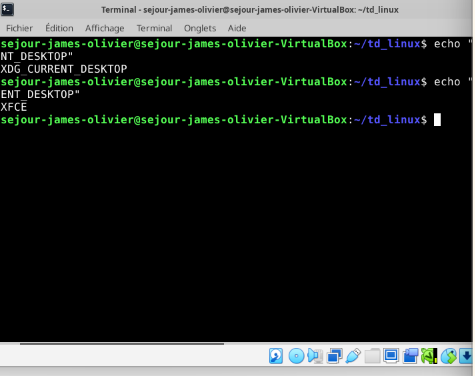 Terminal - sejour-james-olivier@sejour-james-olivier-VirtualBox: ~/td_linux
Fichier Édition Affichage Terminal Onglets Aide
sejour-james-olivier@sejour-james-olivier-VirtualBox:~/td_linux$ echo "
NT_DESKTOP"
XDG_CURRENT_DESKTOP
sejour-james-olivier@sejour-james-olivier-VirtualBox:~/td_linux$ echo "
ENT_DESKTOP"
XFCE
sejour-james-olivier@sejour-james-olivier-VirtualBox:~/td_linux$